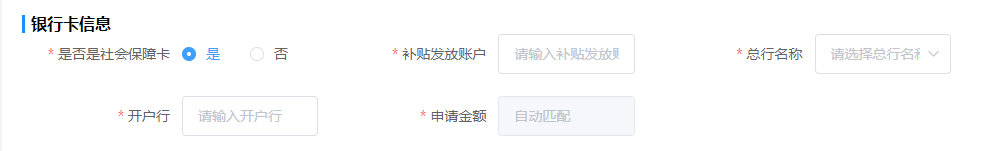 银行卡信息
* 是否是社会保障卡 是 否 * 补贴发放账户 请输入补贴发放账 * 总行名称 请选择总行名称
* 开户行 请输入开户行 * 申请金额 自动匹配